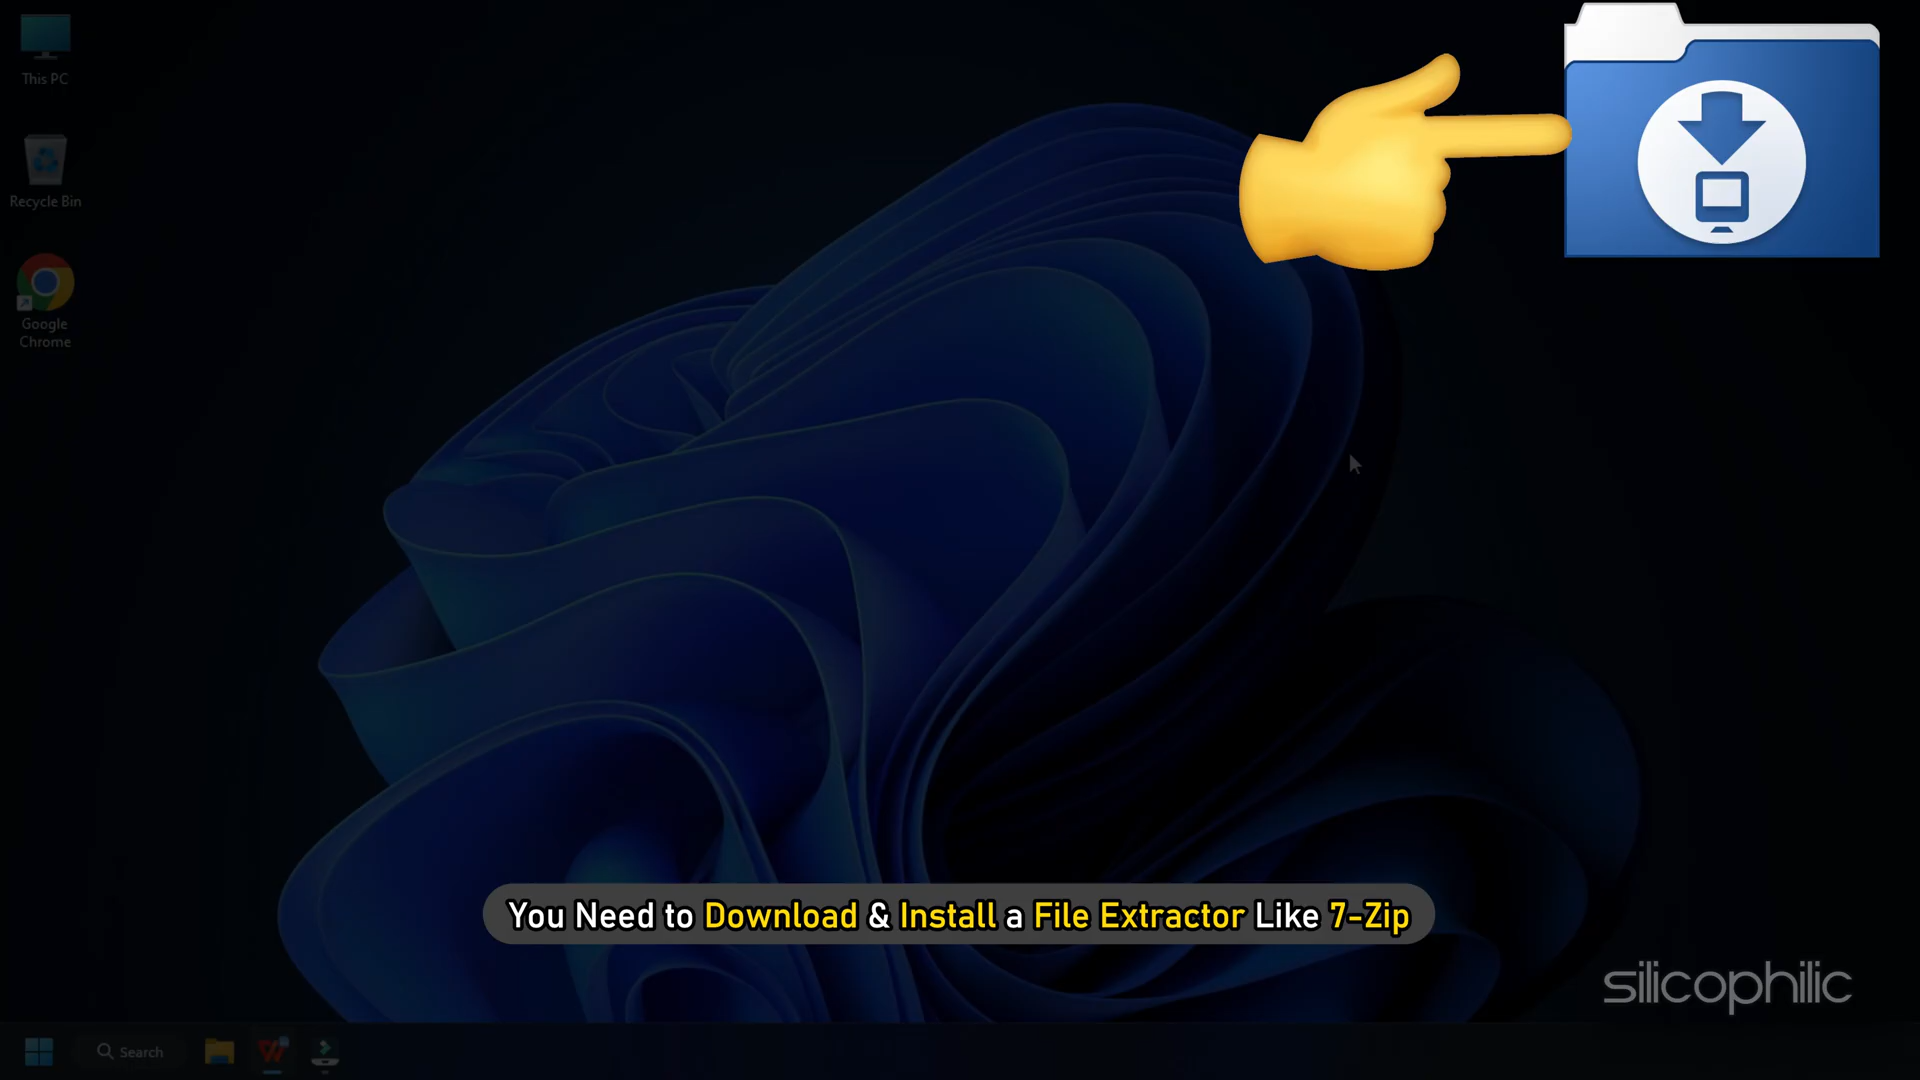 This PC
Recycle Bin
Google
Chrome
You Need to Download & Install a File Extractor Like 7-Zip
silicophilic
Search